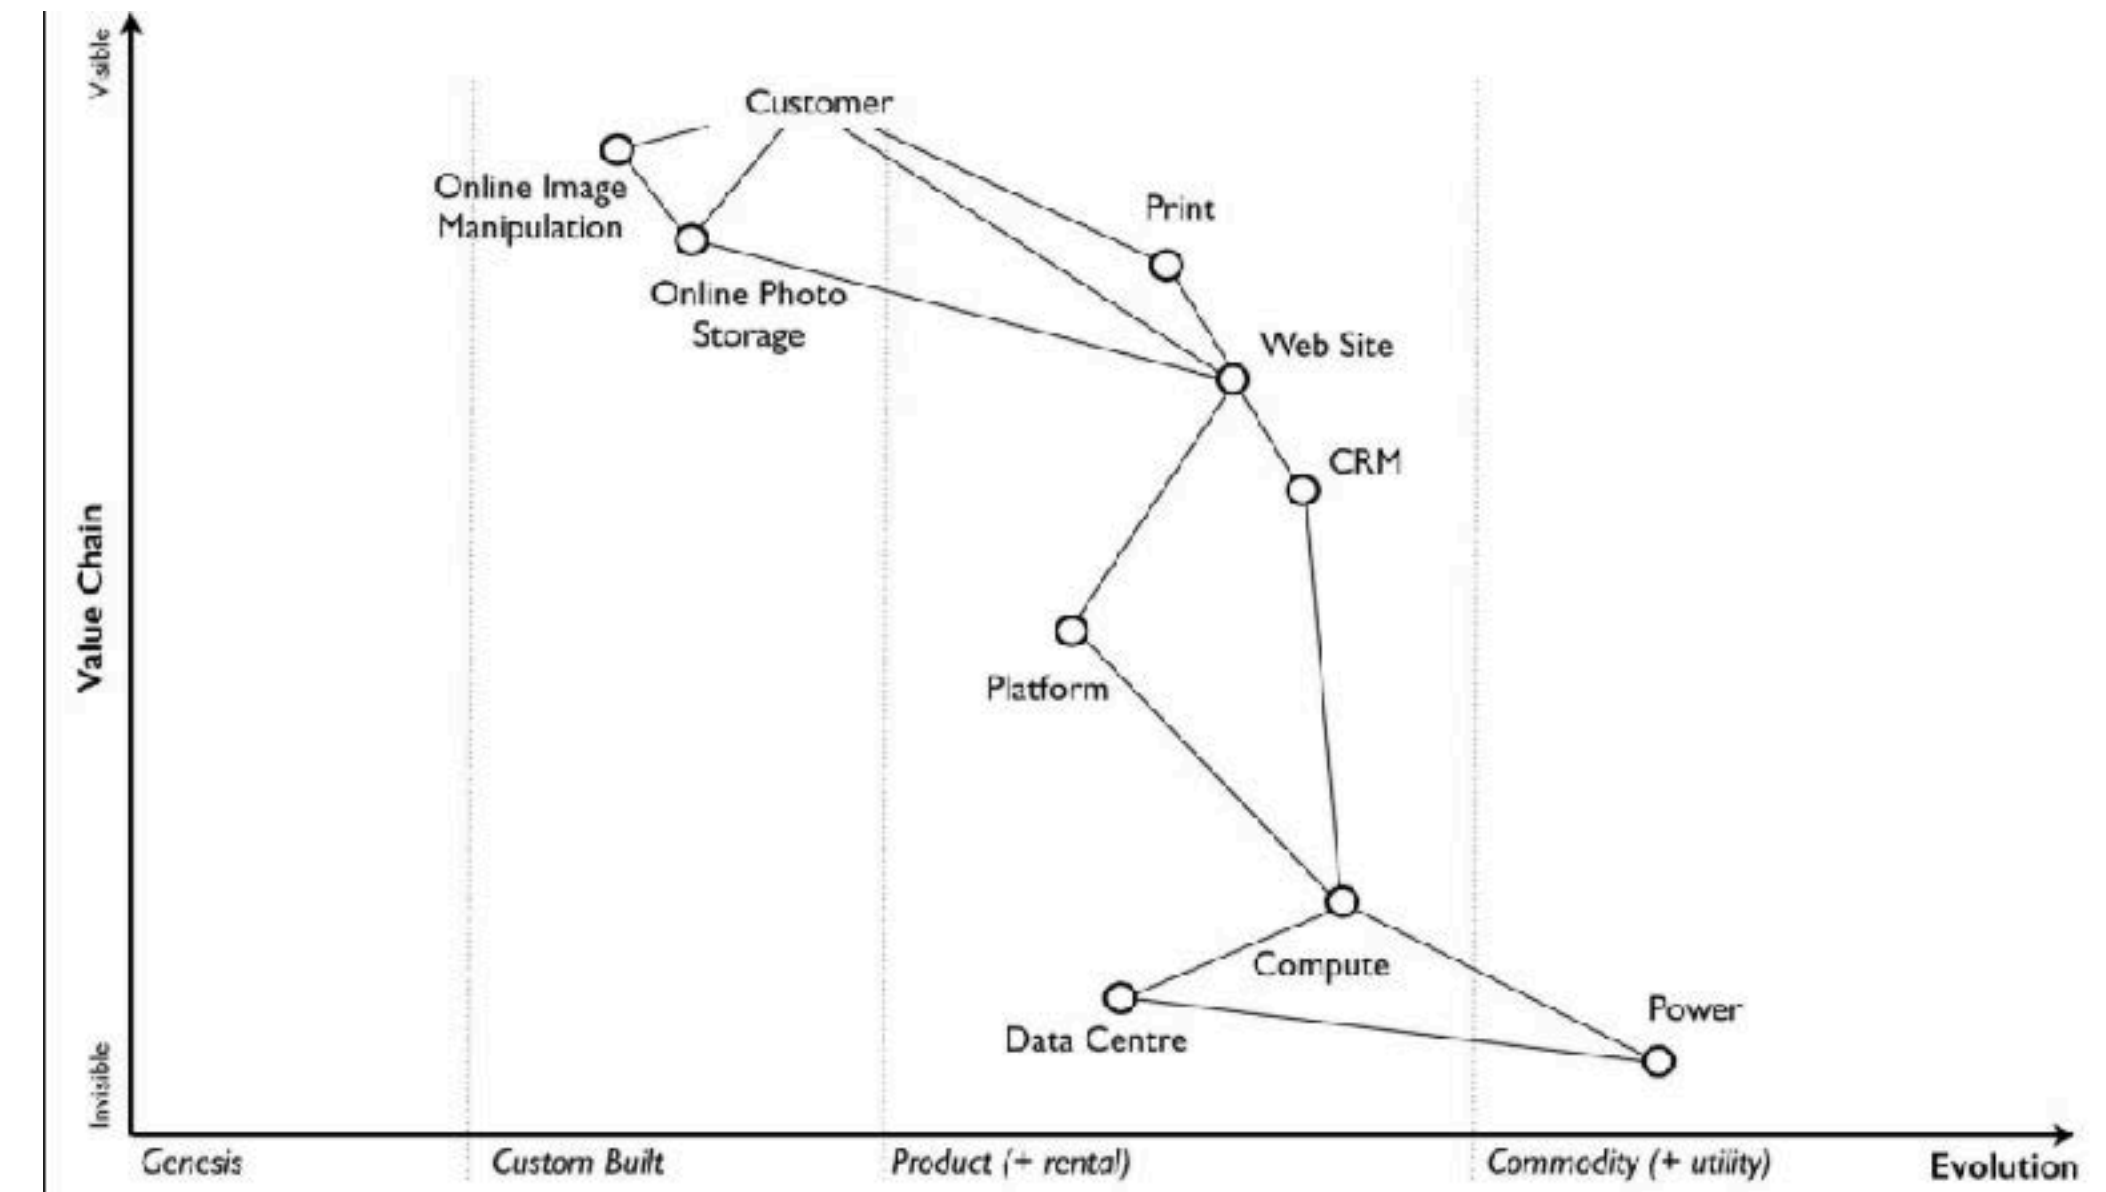 Visible
Customer
Online Image
Manipulation
Print
Online Photo
Storage
Web Site
CRM
Value Chain
Platform
Compute
Power
Data Centre
Invisible
Genesis
Custom Built
Product (+ rental)
Commodity (+ utility)
Evolution